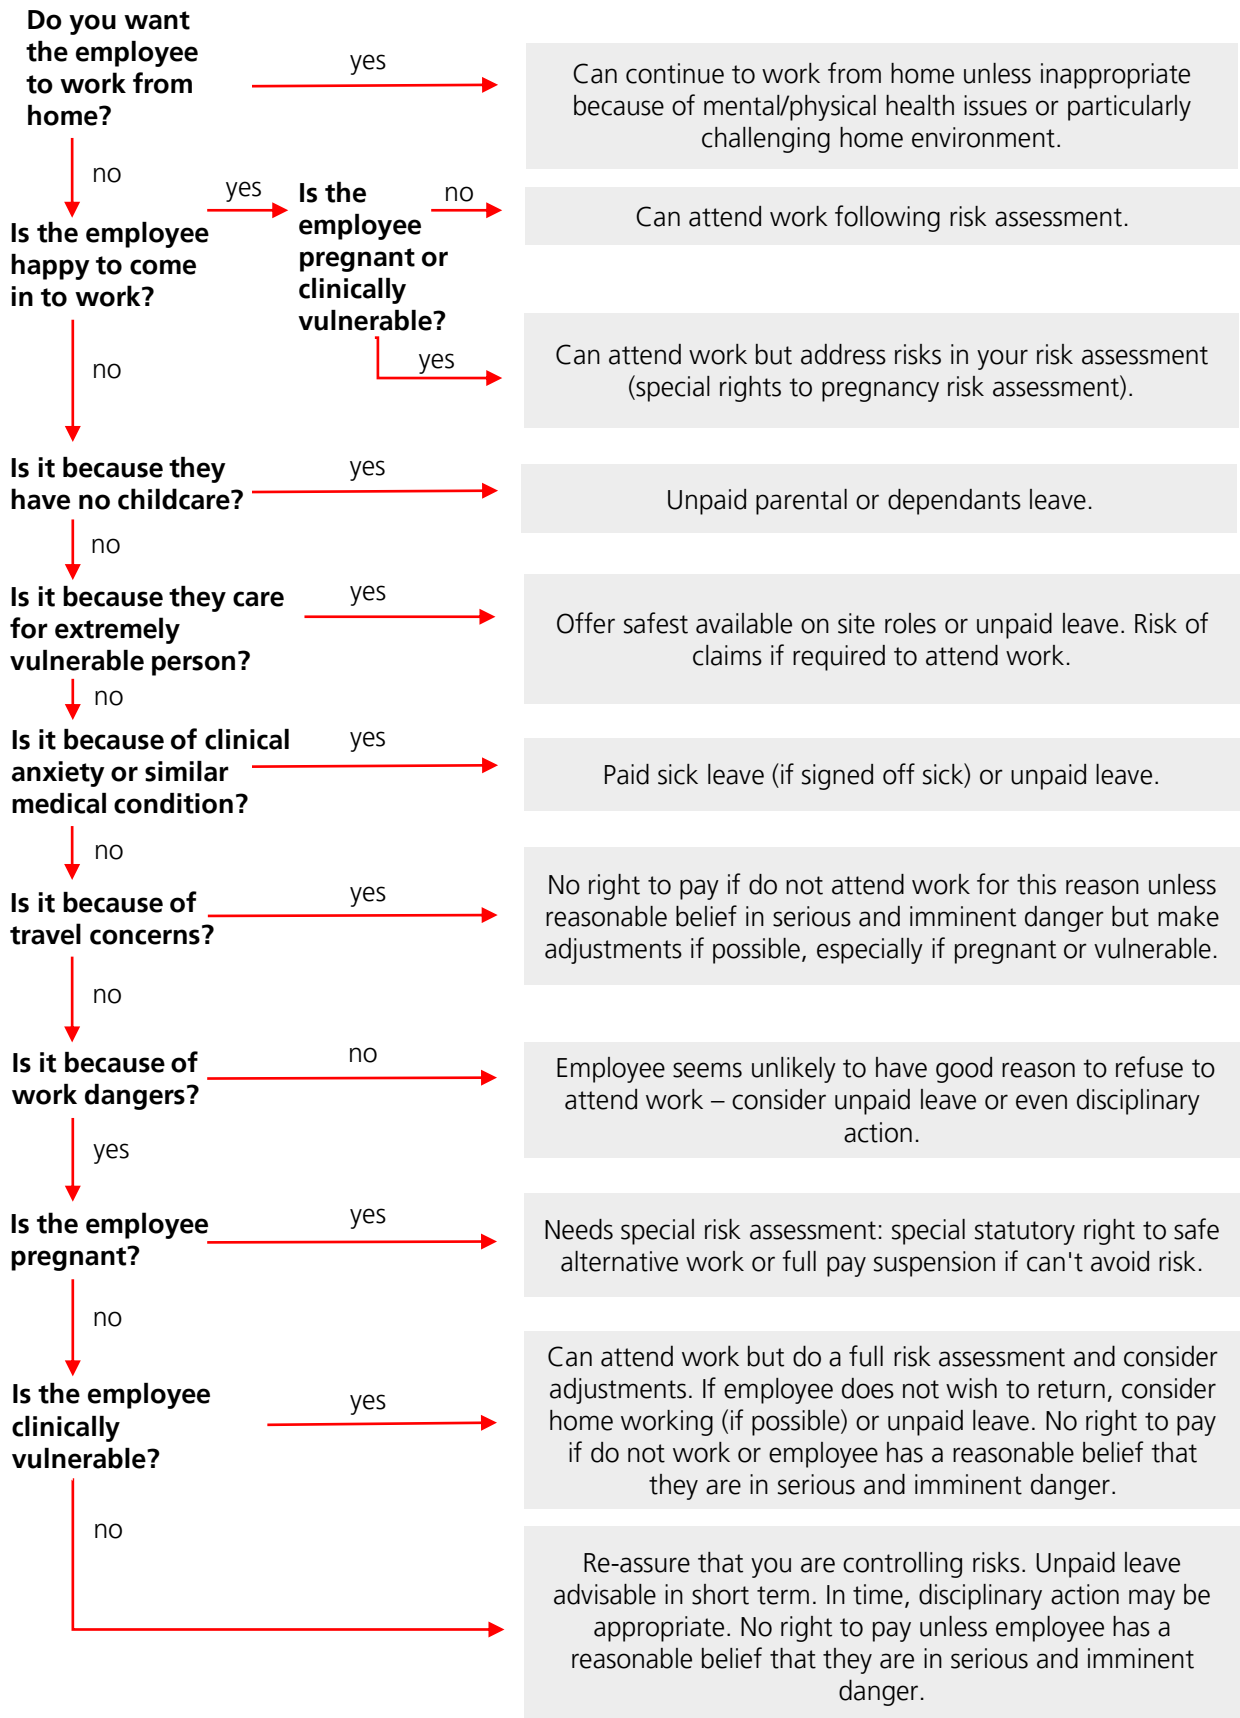 Do you want
the employee
to work from
home?
yes
Can continue to work from home unless inappropriate
because of mental/physical health issues or particularly
challenging home environment.
no
Is the employee
happy to come
in to work?
yes
Is the
employee
pregnant or
clinically
vulnerable?
no
Can attend work following risk assessment.
yes
Can attend work but address risks in your risk assessment
(special rights to pregnancy risk assessment).
no
Is it because they
have no childcare?
yes
Unpaid parental or dependants leave.
no
Is it because they care
for extremely
vulnerable person?
yes
Offer safest available on site roles or unpaid leave. Risk of
claims if required to attend work.
no
Is it because of clinical
anxiety or similar
medical condition?
yes
Paid sick leave (if signed off sick) or unpaid leave.
no
Is it because of
travel concerns?
yes
No right to pay if do not attend work for this reason unless
reasonable belief in serious and imminent danger but make
adjustments if possible, especially if pregnant or vulnerable.
no
Is it because of
work dangers?
no
Employee seems unlikely to have good reason to refuse to
attend work – consider unpaid leave or even disciplinary
action.
yes
Is the employee
pregnant?
yes
Needs special risk assessment: special statutory right to safe
alternative work or full pay suspension if can't avoid risk.
no
Is the employee
clinically
vulnerable?
yes
Can attend work but do a full risk assessment and consider
adjustments. If employee does not wish to return, consider
home working (if possible) or unpaid leave. No right to pay
if do not work or employee has a reasonable belief that
they are in serious and imminent danger.
no
Re-assure that you are controlling risks. Unpaid leave
advisable in short term. In time, disciplinary action may be
appropriate. No right to pay unless employee has a
reasonable belief that they are in serious and imminent
danger.